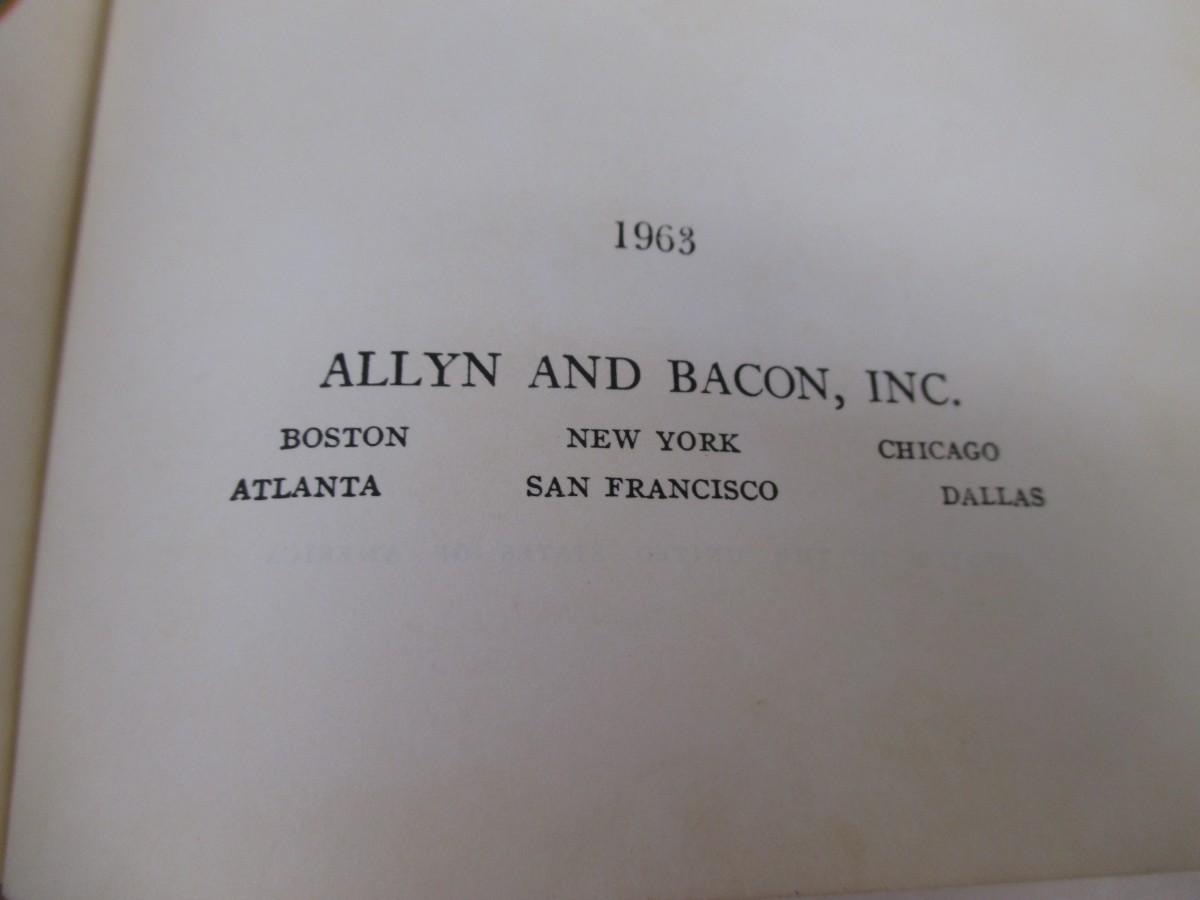 1963
ALLYN AND BACON, INC.
BOSTON NEW YORK CHICAGO
ATLANTA SAN FRANCISCO DALLAS